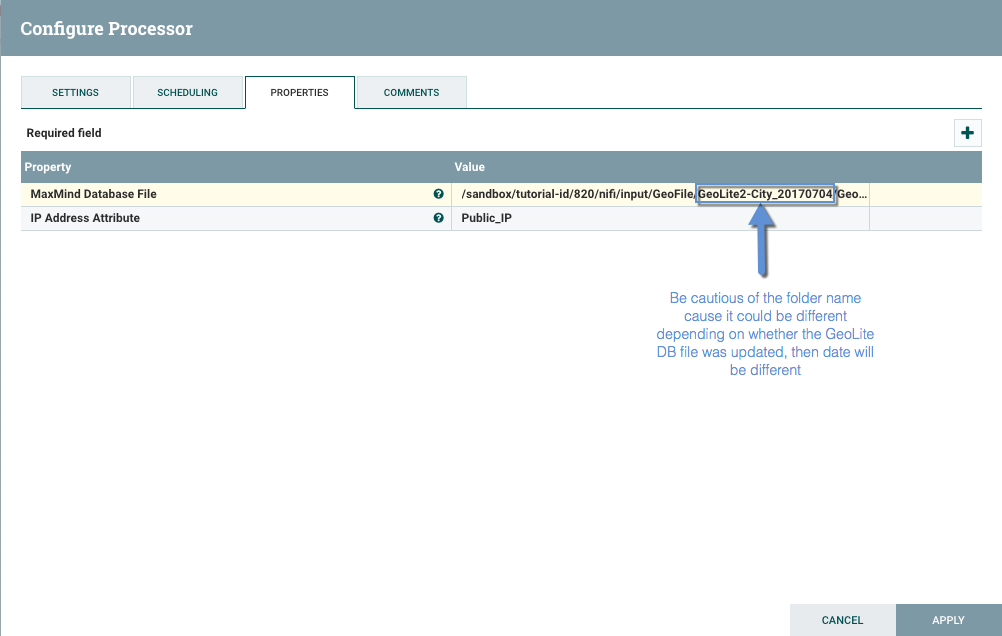 Configure Processor
SETTINGS SCHEDULING PROPERTIES COMMENTS
Required field
Property Value
MaxMind Database File /sandbox/tutorial-id/820/nifi/input/GeoFile/GeoLite2-City_20170704/Geo...
IP Address Attribute Public_IP
Be cautious of the folder name
cause it could be different
depending on whether the GeoLite
DB file was updated, then date will
be different
CANCEL APPLY